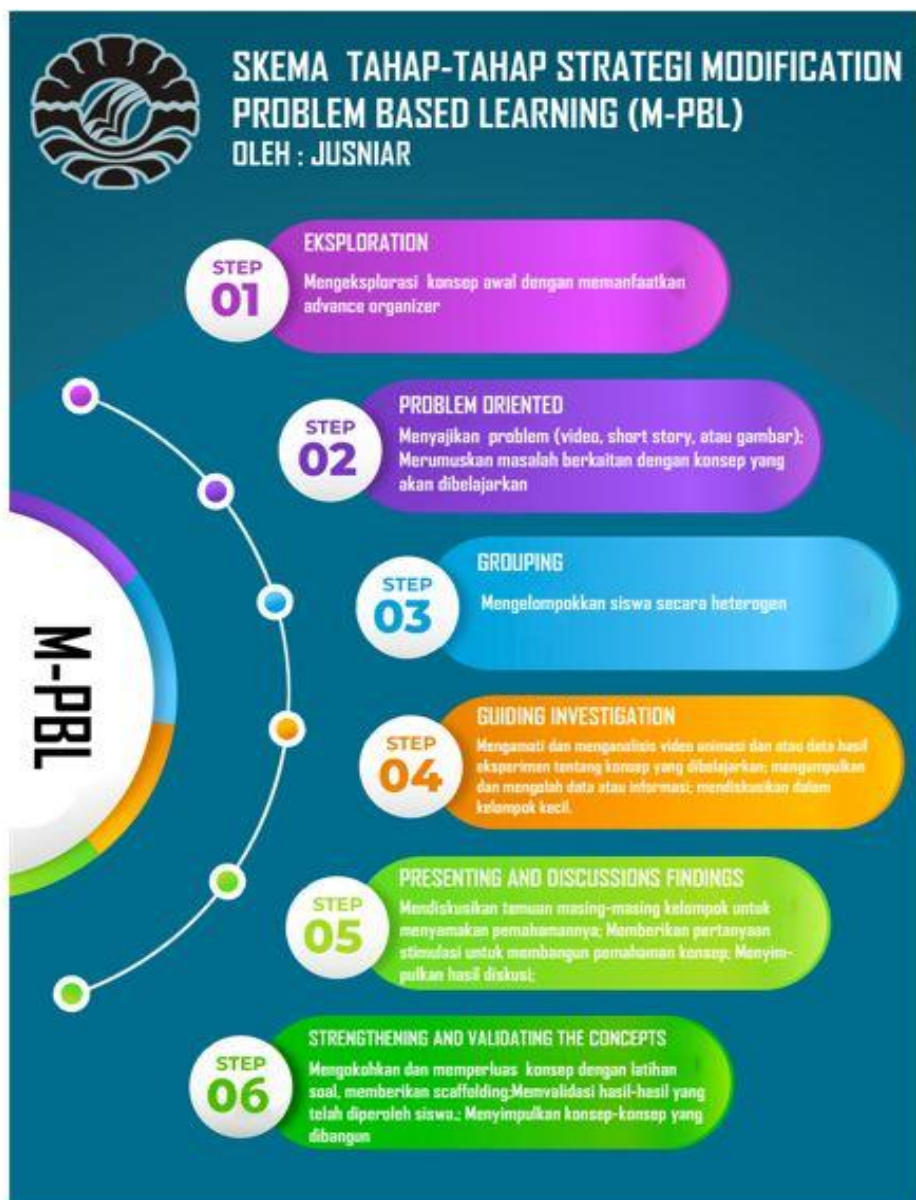 SKEMA TAHAP-TAHAP STRATEGI MODIFICATION
PROBLEM BASED LEARNING (M-PBL)
OLEH : JUSNIAR
STEP
01
EKSPLORATION
Mengeksplorasi konsep awal dengan memanfaatkan
advance organizer
STEP
02
PROBLEM ORIENTED
Menyajikan problem (video, short story, atau gambar);
Merumuskan masalah berkaitan dengan konsep yang
akan dibelajarkan
STEP
03
GROUPING
Mengelompokkan siswa secara heterogen
M-PBL
STEP
04
GUIDING INVESTIGATION
Mengamati dan menganalisis video animasi dan atau data hasil
eksperimen tentang konsep yang dibelajarkan; mengumpulkan
dan mengolah data atau informasi, mendiskusikan dalam
kelompok kecil.
STEP
05
PRESENTING AND DISCUSSIONS FINDINGS
Mendiskusikan temuan masing-masing kelompok untuk
menyamakan pemahamannya; Memberikan pertanyaan
stimulasi untuk membangun pemahaman konsep; Menyim-
pulkan hasil diskusi;
STEP
06
STRENGTHENING AND VALIDATING THE CONCEPTS
Mengokohkan dan memperluas konsep dengan latihan
soal, memberikan scaffolding;Memvalidasi hasil-hasil yang
telah diperoleh siswa.; Menyimpulkan konsep-konsep yang
dibangun